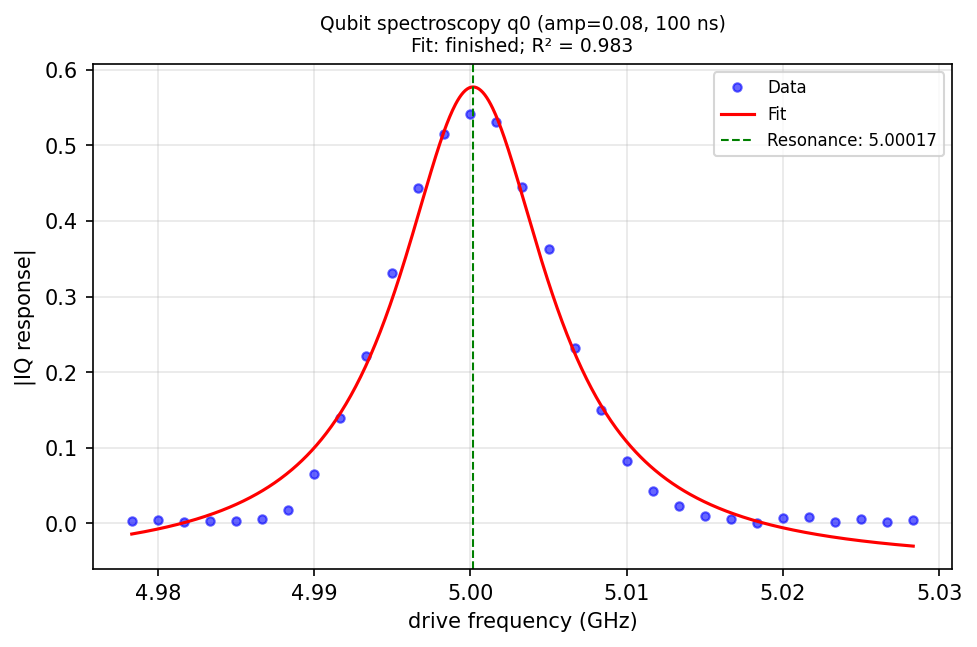 Qubit spectroscopy q0 (amp=0.08, 100 ns)
Fit: finished; R² = 0.983
0.6
0.5
0.4
0.3
0.2
0.1
0.0
|IQ response|
Data
Fit
Resonance: 5.00017
4.98
4.99
5.00
5.01
5.02
5.03
drive frequency (GHz)